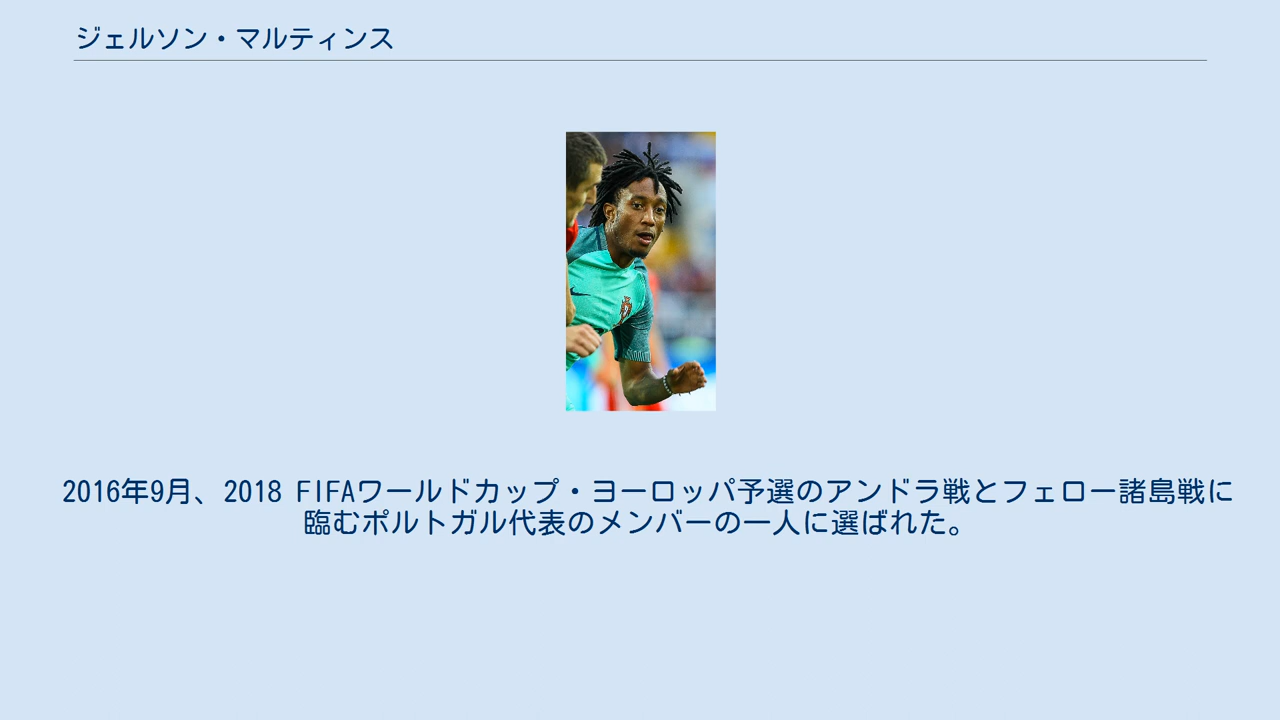 ジェルソン・マルティンス
2016年9月、2018 FIFAワールドカップ・ヨーロッパ予選のアンドラ戦とフェロー諸島戦に
臨むポルトガル代表のメンバーの一人に選ばれた。